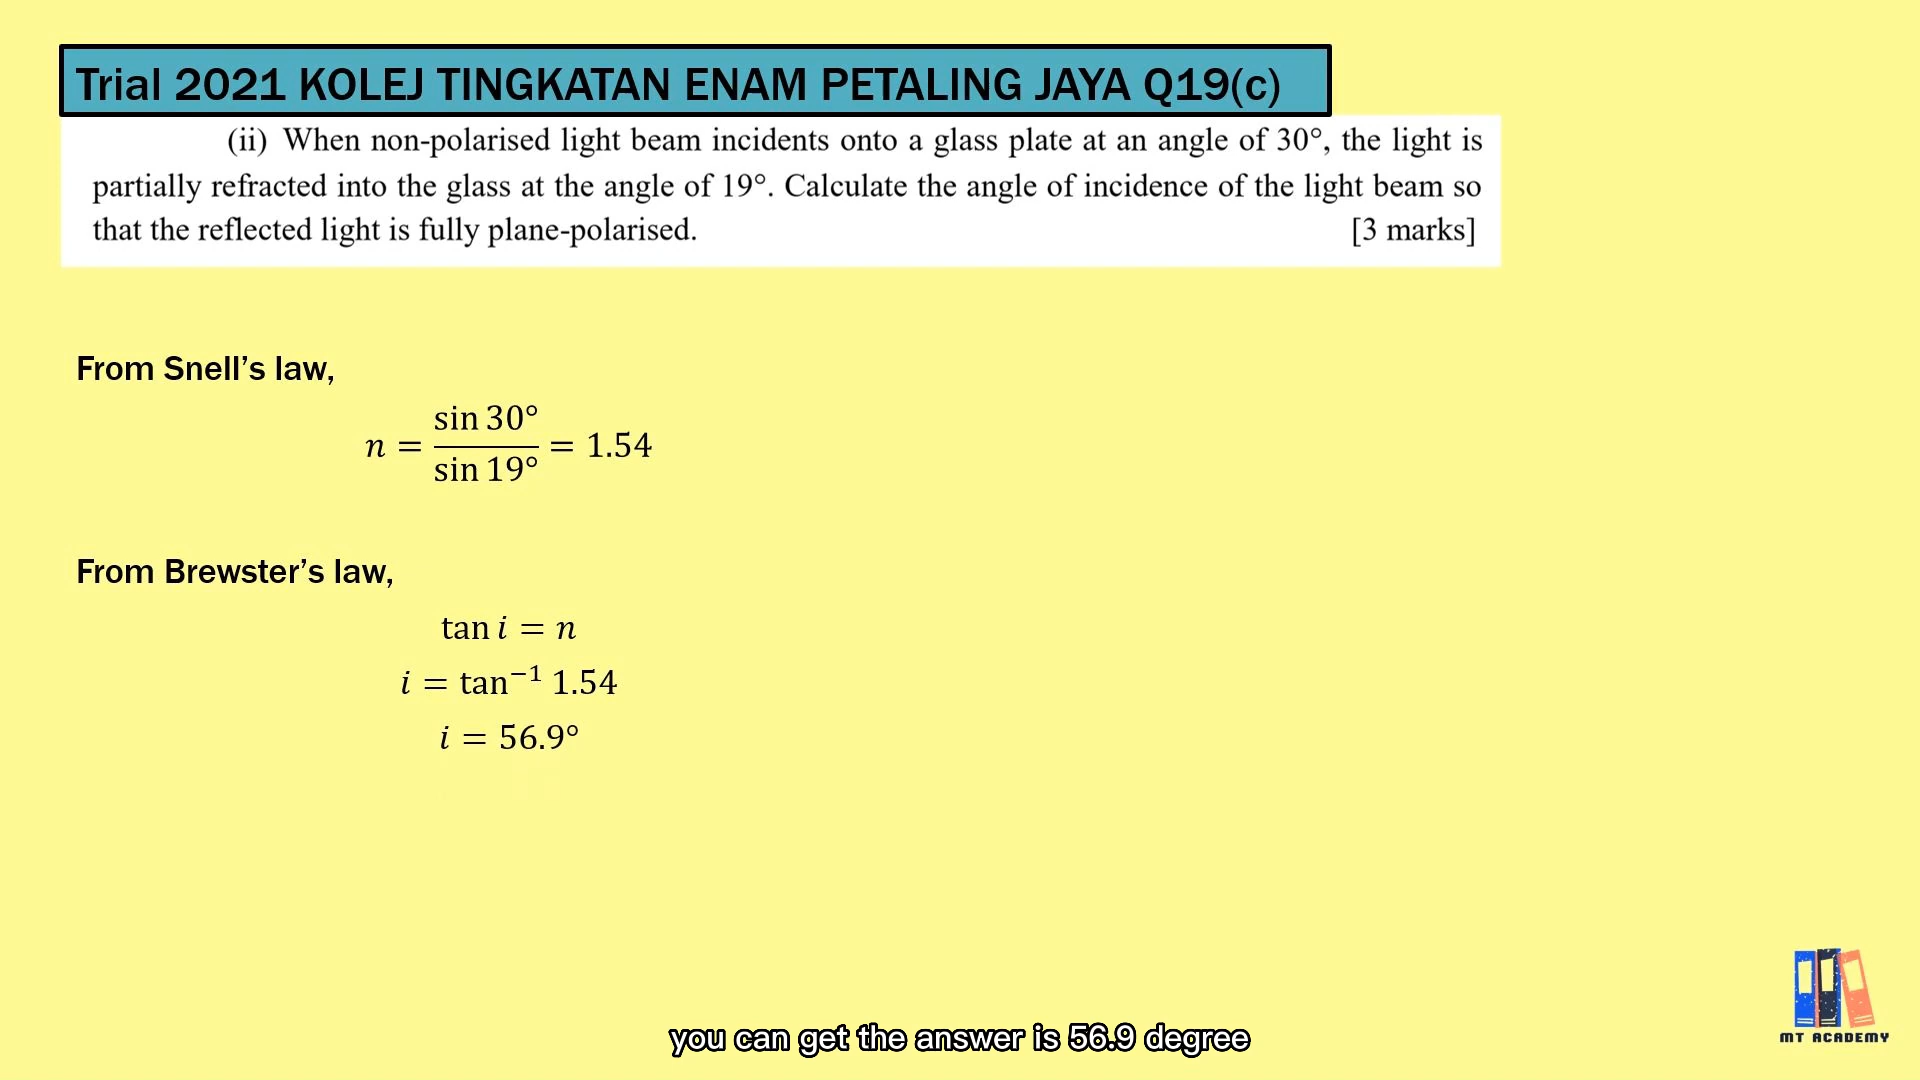 Trial 2021 KOLEJ TINGKATAN ENAM PETALING JAYA Q19(c)
(ii) When non-polarised light beam incidents onto a glass plate at an angle of 30°, the light is
partially refracted into the glass at the angle of 19°. Calculate the angle of incidence of the light beam so
that the reflected light is fully plane-polarised. [3 marks]
From Snell’s law,
n = sin 30° / sin 19° = 1.54
From Brewster’s law,
tan i = n
i = tan⁻¹ 1.54
i = 56.9°
MT ACADEMY
you can get the answer is 56.9 degree